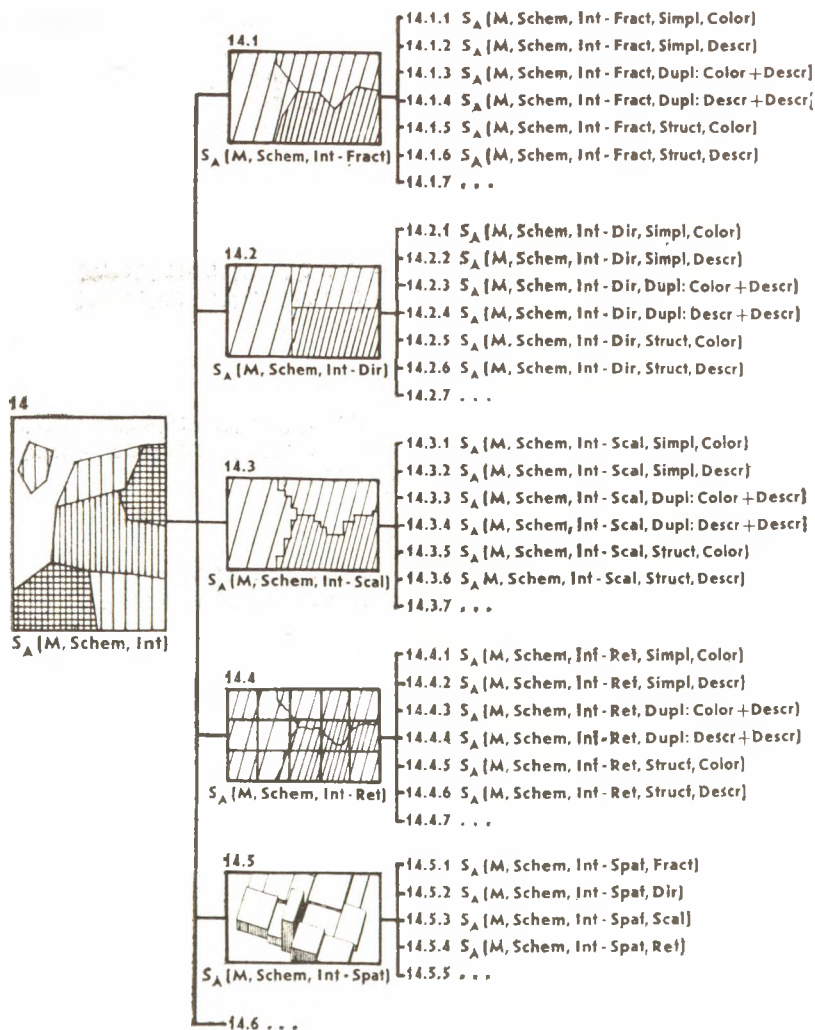 14.1
S_A (M, Schem, Int-Fract)
14.1.1 S_A (M, Schem, Int-Fract, Simpl, Color)
14.1.2 S_A (M, Schem, Int-Fract, Simpl, Descr)
14.1.3 S_A (M, Schem, Int-Fract, Dupl: Color+Descr)
14.1.4 S_A (M, Schem, Int-Fract, Dupl: Descr+Descr)
14.1.5 S_A (M, Schem, Int-Fract, Struct, Color)
14.1.6 S_A (M, Schem, Int-Fract, Struct, Descr)
14.1.7 ...
14.2
S_A (M, Schem, Int-Dir)
14.2.1 S_A (M, Schem, Int-Dir, Simpl, Color)
14.2.2 S_A (M, Schem, Int-Dir, Simpl, Descr)
14.2.3 S_A (M, Schem, Int-Dir, Dupl: Color+Descr)
14.2.4 S_A (M, Schem, Int-Dir, Dupl: Descr+Descr)
14.2.5 S_A (M, Schem, Int-Dir, Struct, Color)
14.2.6 S_A (M, Schem, Int-Dir, Struct, Descr)
14.2.7 ...
14
S_A (M, Schem, Int)
14.3
S_A (M, Schem, Int-Scal)
14.3.1 S_A (M, Schem, Int-Scal, Simpl, Color)
14.3.2 S_A (M, Schem, Int-Scal, Simpl, Descr)
14.3.3 S_A (M, Schem, Int-Scal, Dupl: Color+Descr)
14.3.4 S_A (M, Schem, Int-Scal, Dupl: Descr+Descr)
14.3.5 S_A (M, Schem, Int-Scal, Struct, Color)
14.3.6 S_A M, Schem, Int-Scal, Struct, Descr)
14.3.7 ...
14.4
S_A (M, Schem, Int-Ret)
14.4.1 S_A (M, Schem, Int-Ret, Simpl, Color)
14.4.2 S_A (M, Schem, Int-Ret, Simpl, Descr)
14.4.3 S_A (M, Schem, Int-Ret, Dupl: Color+Descr)
14.4.4 S_A (M, Schem, Int-Ret, Dupl: Descr+Descr)
14.4.5 S_A (M, Schem, Int-Ret, Struct, Color)
14.4.6 S_A (M, Schem, Int-Ret, Struct, Descr)
14.4.7 ...
14.5
S_A (M, Schem, Int-Spat)
14.5.1 S_A (M, Schem, Int-Spat, Fract)
14.5.2 S_A (M, Schem, Int-Spat, Dir)
14.5.3 S_A (M, Schem, Int-Spat, Scal)
14.5.4 S_A (M, Schem, Int-Spat, Ret)
14.5.5 ...
14.6 ...